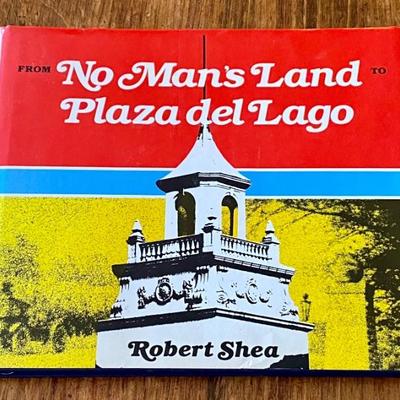 FROM No Man's Land TO
Plaza del Lago
Robert Shea